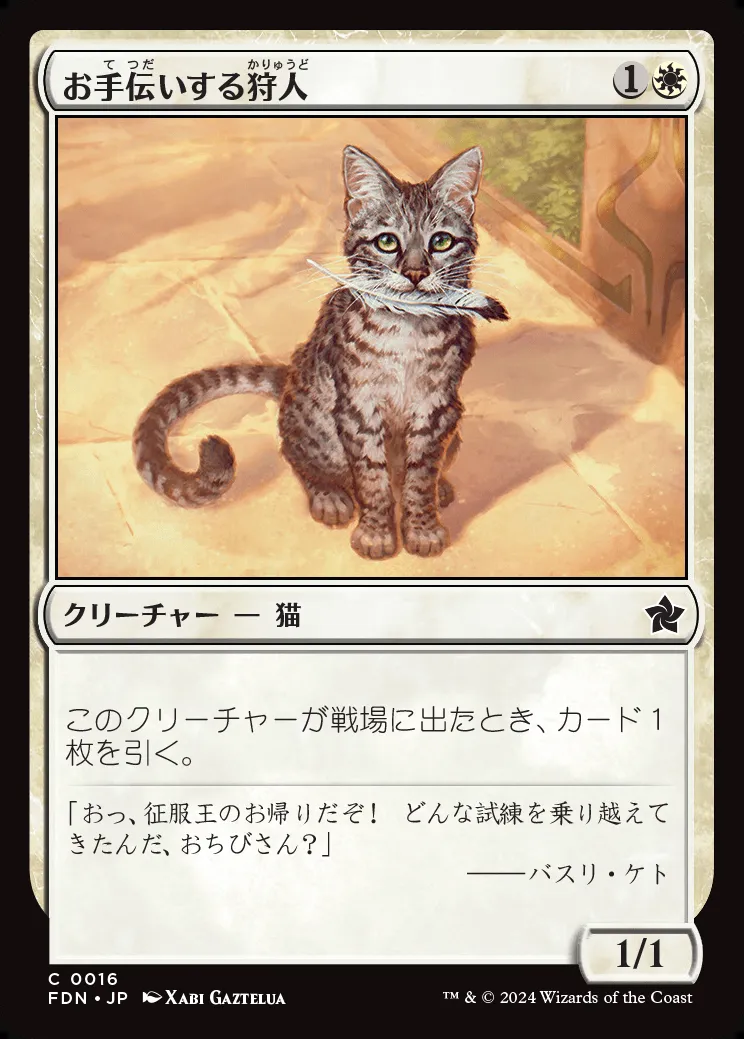 お手伝いする狩人
てつだ かりゅうど
1
クリーチャー ― 猫
このクリーチャーが戦場に出たとき、カード1
枚を引く。
「おっ、征服王のお帰りだぞ! どんな試練を乗り越えて
きたんだ、おちびさん?」
――バスリ・ケト
1/1
C 0016
FDN • JP Xabi Gaztelua
™ & © 2024 Wizards of the Coast